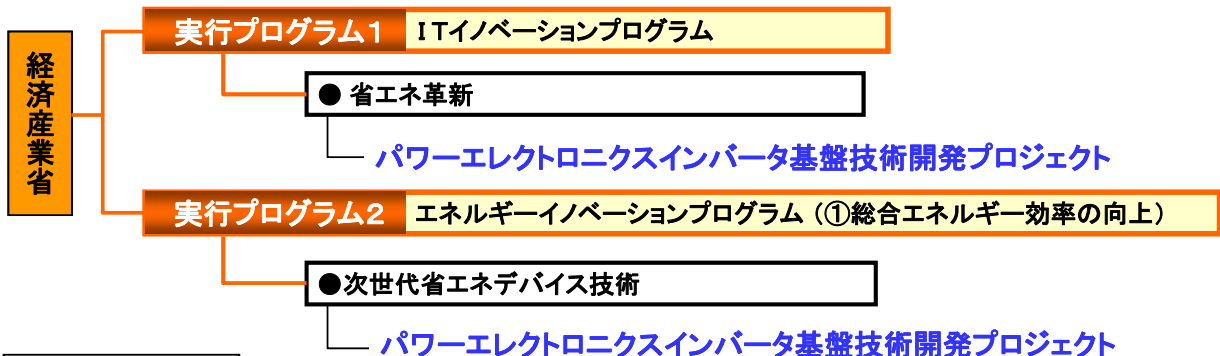 経済産業省
実行プログラム１ ＩＴイノベーションプログラム
● 省エネ革新
パワーエレクトロニクスインバータ基盤技術開発プロジェクト
実行プログラム２ エネルギーイノベーションプログラム（①総合エネルギー効率の向上）
●次世代省エネデバイス技術
パワーエレクトロニクスインバータ基盤技術開発プロジェクト